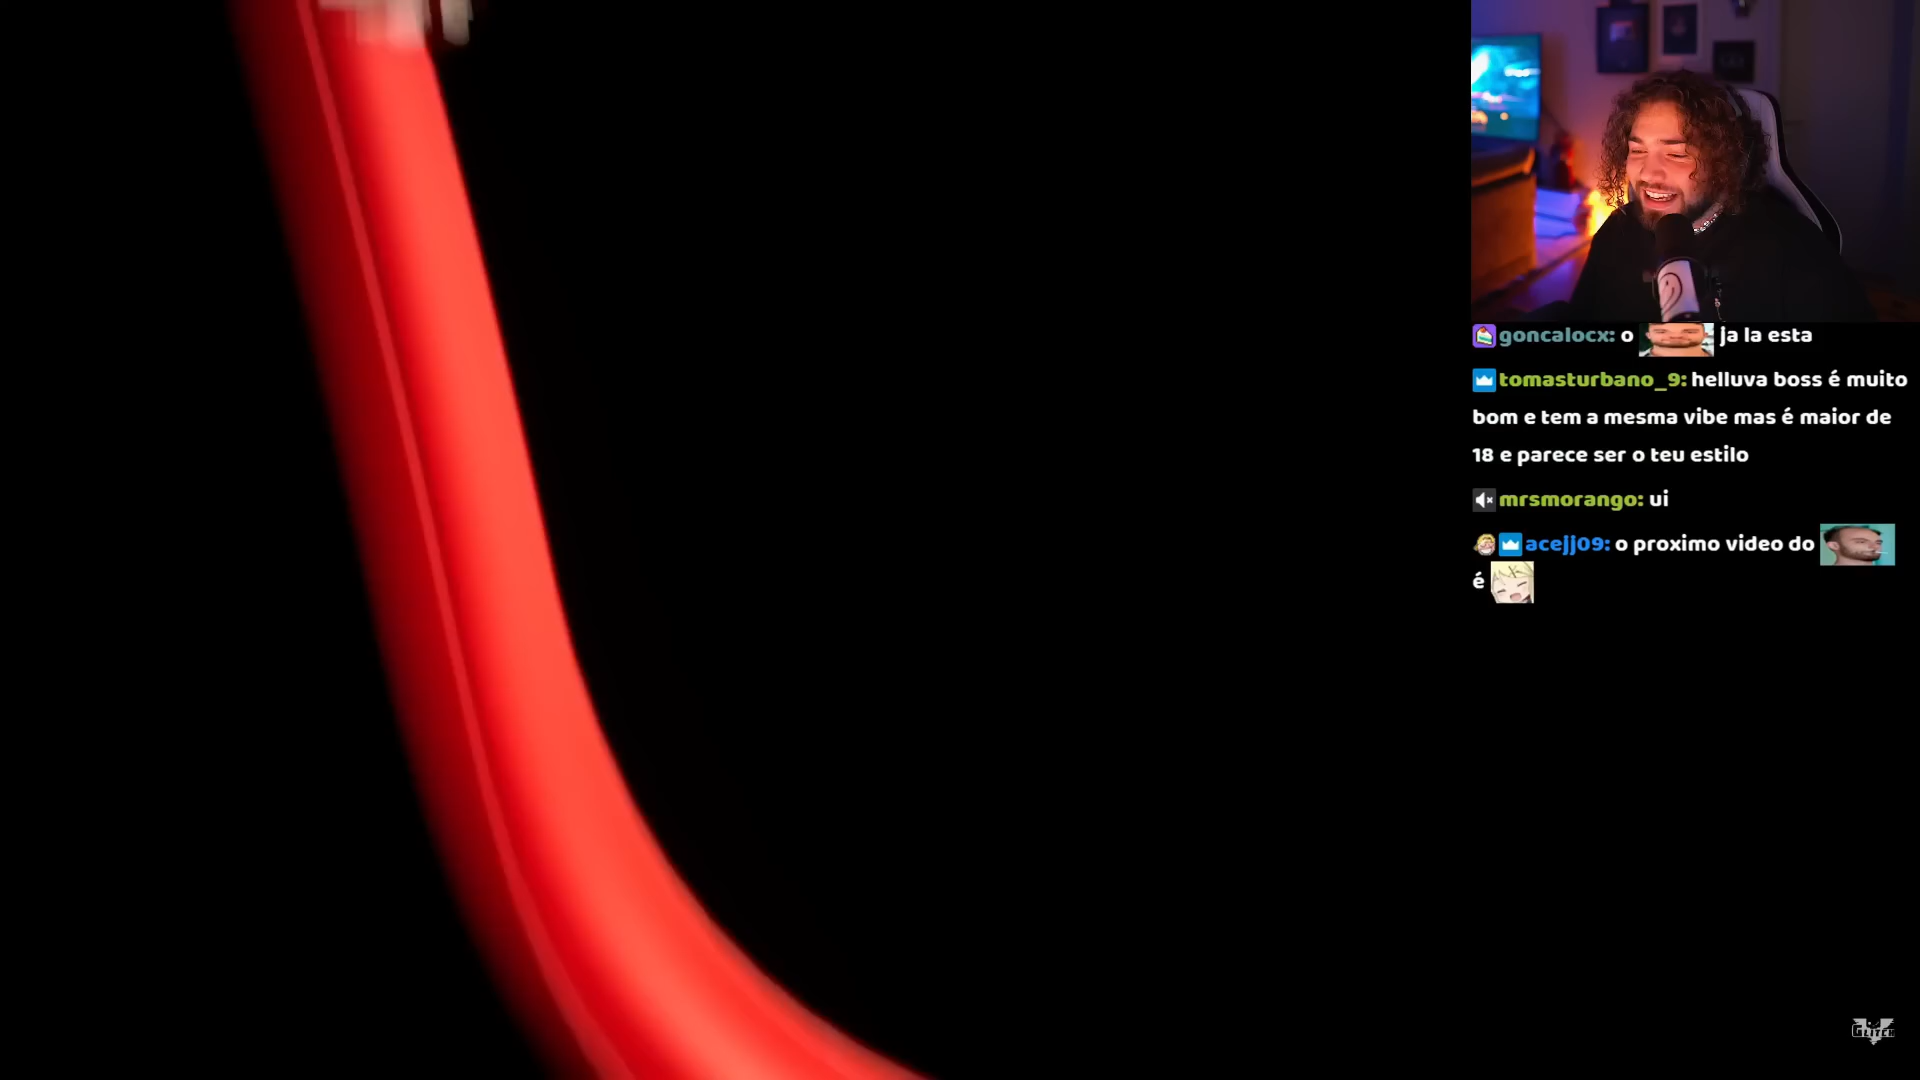 goncalocx: o ja la esta
tomasturbano_9: helluva boss é muito
bom e tem a mesma vibe mas é maior de
18 e parece ser o teu estilo
mrsmorango: ui
acejj09: o proximo video do
é
GLITCH